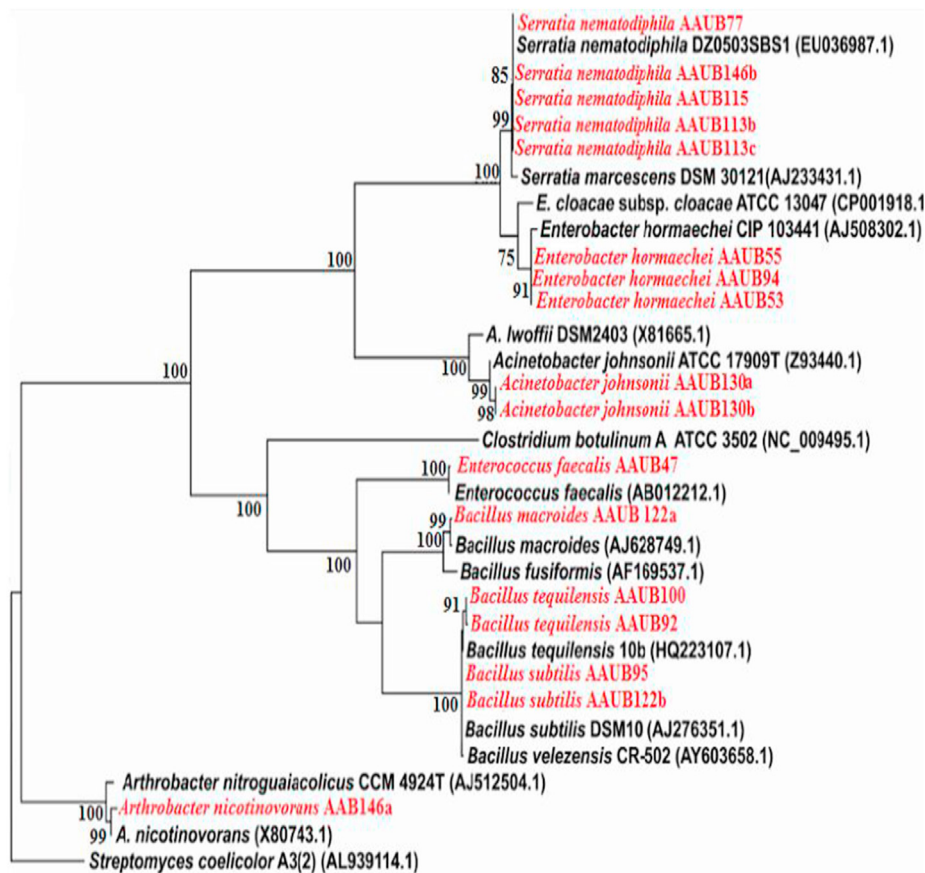 Serratia nematodiphila AAUB77
Serratia nematodiphila DZ0503SBS1 (EU036987.1)
85
Serratia nematodiphila AAUB146b
Serratia nematodiphila AAUB115
99
Serratia nematodiphila AAUB113b
Serratia nematodiphila AAUB113c
100
Serratia marcescens DSM 30121(AJ233431.1)
E. cloacae subsp. cloacae ATCC 13047 (CP001918.1
Enterobacter hormaechei CIP 103441 (AJ508302.1)
75
Enterobacter hormaechei AAUB55
100
Enterobacter hormaechei AAUB94
91
Enterobacter hormaechei AAUB53
A. lwoffii DSM2403 (X81665.1)
100
Acinetobacter johnsonii ATCC 17909T (Z93440.1)
100
Acinetobacter johnsonii AAUB130a
99
Acinetobacter johnsonii AAUB130b
98
Clostridium botulinum A ATCC 3502 (NC_009495.1)
Enterococcus faecalis AAUB47
100
Enterococcus faecalis (AB012212.1)
100
Bacillus macroides AAUB 122a
99
100
Bacillus macroides (AJ628749.1)
100
Bacillus fusiformis (AF169537.1)
Bacillus tequilensis AAUB100
91
Bacillus tequilensis AAUB92
Bacillus tequilensis 10b (HQ223107.1)
Bacillus subtilis AAUB95
Bacillus subtilis AAUB122b
100
Bacillus subtilis DSM10 (AJ276351.1)
Bacillus velezensis CR-502 (AY603658.1)
Arthrobacter nitroguaiacolicus CCM 4924T (AJ512504.1)
Arthrobacter nicotinovorans AAB146a
100
99
A. nicotinovorans (X80743.1)
Streptomyces coelicolor A3(2) (AL939114.1)